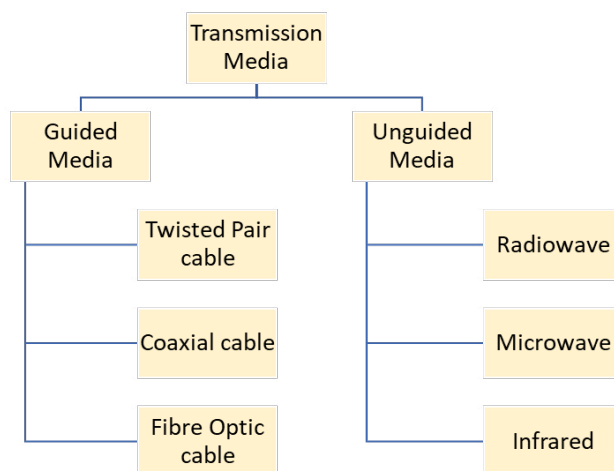 Transmission
Media
Guided
Media
Unguided
Media
Twisted Pair
cable
Coaxial cable
Fibre Optic
cable
Radiowave
Microwave
Infrared